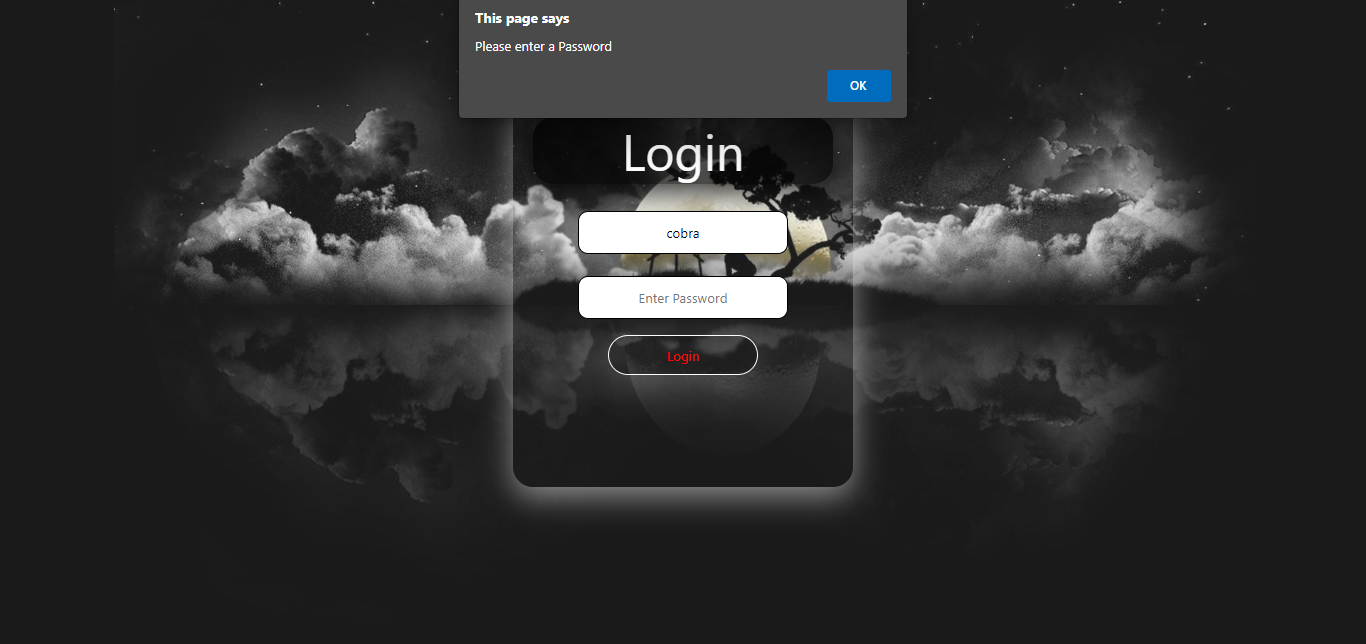 This page says
Please enter a Password
OK
Login
cobra
Enter Password
Login